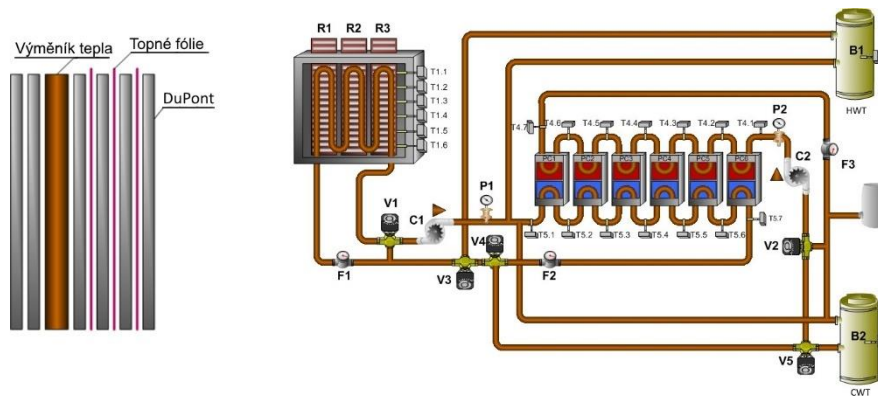 Výměník tepla
Topné fólie
DuPont
R1 R2 R3
T1.1
T1.2
T1.3
T1.4
T1.5
T1.6
B1
HWT
T4.7
T4.6
T4.5
T4.4
T4.3
T4.2
T4.1
P2
C2
F3
PC1
PC2
PC3
PC4
PC5
PC6
V1
C1
P1
T5.1
T5.2
T5.3
T5.4
T5.5
T5.6
T5.7
V2
V4
F1
V3
F2
B2
V5
CWT